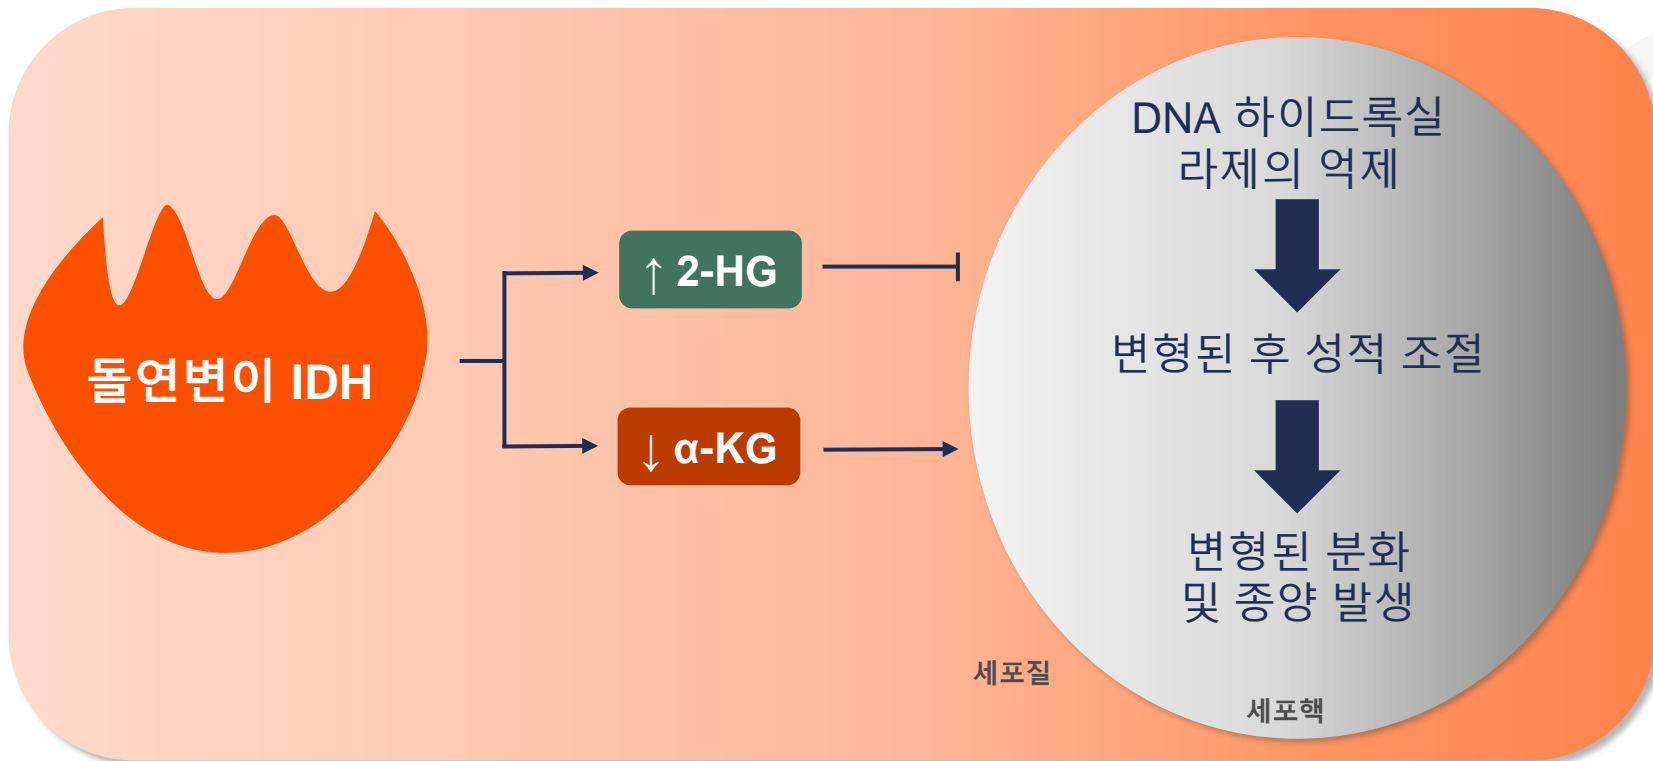 돌연변이 IDH
↑ 2-HG
↓ α-KG
DNA 하이드록실
라제의 억제
변형된 후 성적 조절
변형된 분화
및 종양 발생
세포질
세포핵